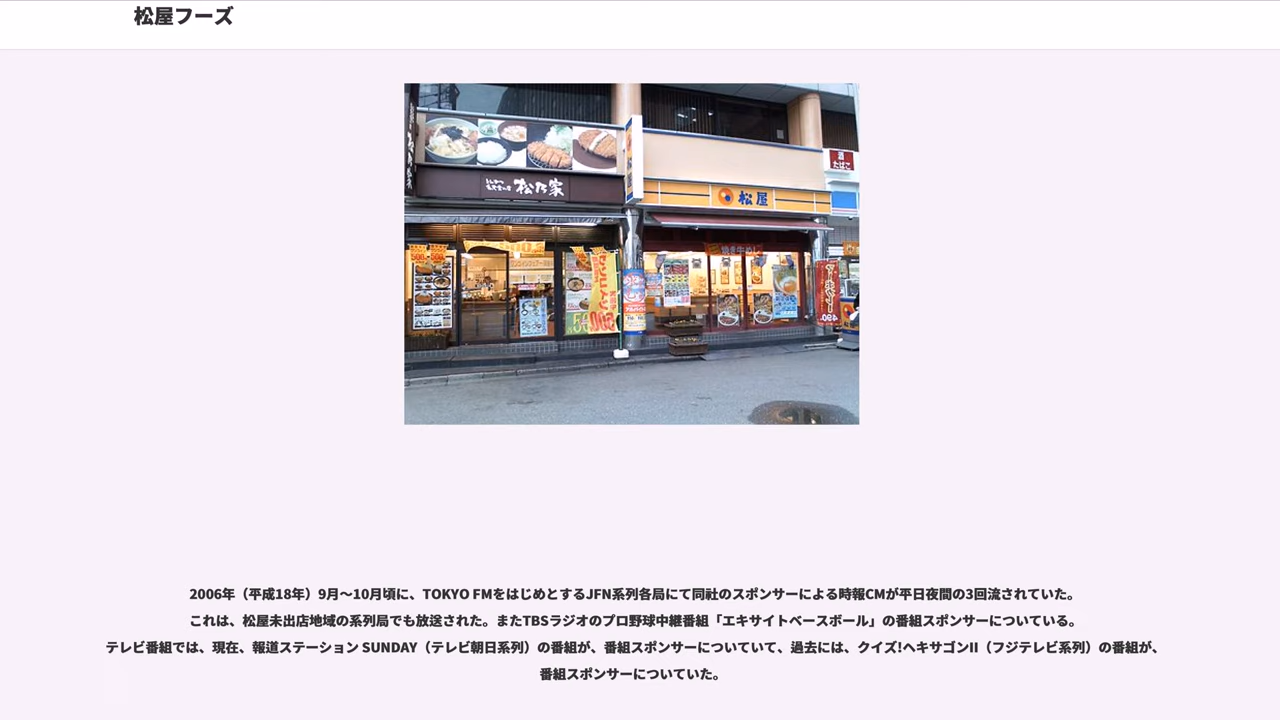 松屋フーズ
松乃家
松屋
酒
たばこ
焼き牛めし
2006年（平成18年）9月〜10月頃に、TOKYO FMをはじめとするJFN系列各局にて同社のスポンサーによる時報CMが平日夜間の3回流されていた。
これは、松屋未出店地域の系列局でも放送された。またTBSラジオのプロ野球中継番組「エキサイトベースボール」の番組スポンサーについている。
テレビ番組では、現在、報道ステーション SUNDAY（テレビ朝日系列）の番組が、番組スポンサーについていて、過去には、クイズ!ヘキサゴンII（フジテレビ系列）の番組が、
番組スポンサーについていた。